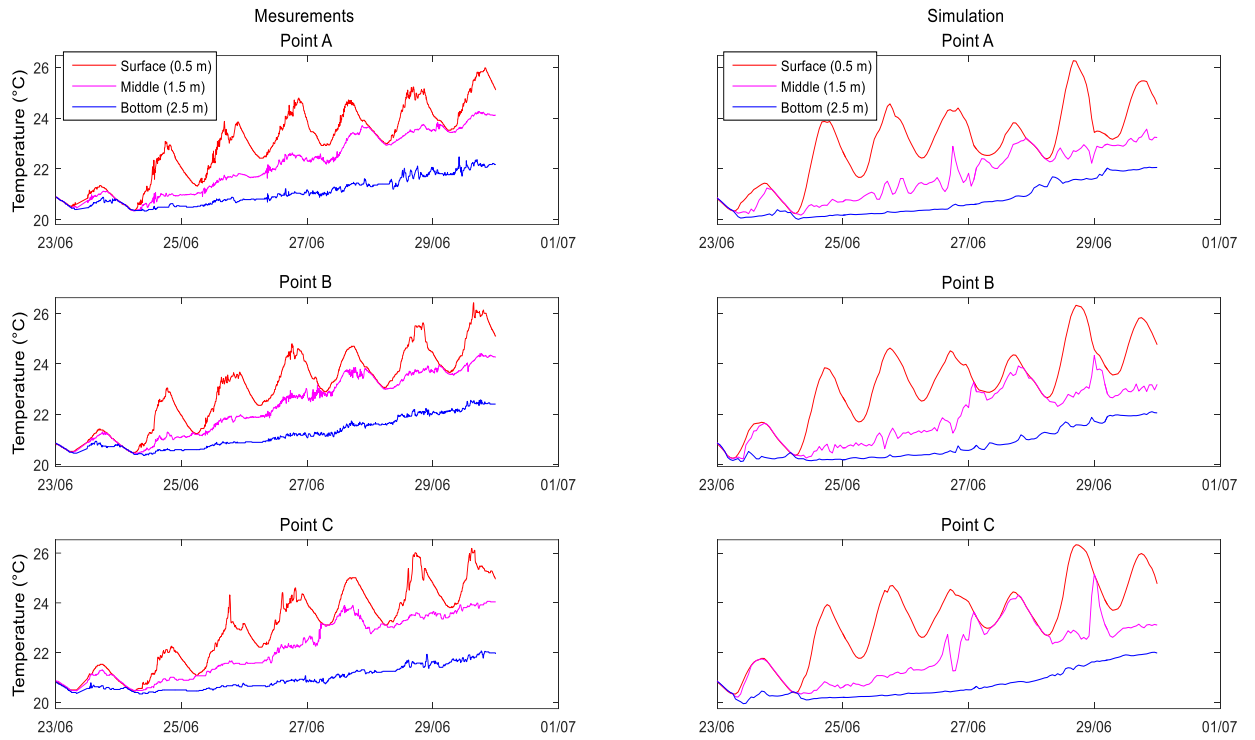 Mesurements
Point A
Temperature (°C)
26
24
22
20
Surface (0.5 m)
Middle (1.5 m)
Bottom (2.5 m)
23/06 25/06 27/06 29/06 01/07
Simulation
Point A
Surface (0.5 m)
Middle (1.5 m)
Bottom (2.5 m)
23/06 25/06 27/06 29/06 01/07
Point B
Temperature (°C)
26
24
22
20
23/06 25/06 27/06 29/06 01/07
Point B
23/06 25/06 27/06 29/06 01/07
Point C
Temperature (°C)
26
24
22
20
23/06 25/06 27/06 29/06 01/07
Point C
23/06 25/06 27/06 29/06 01/07